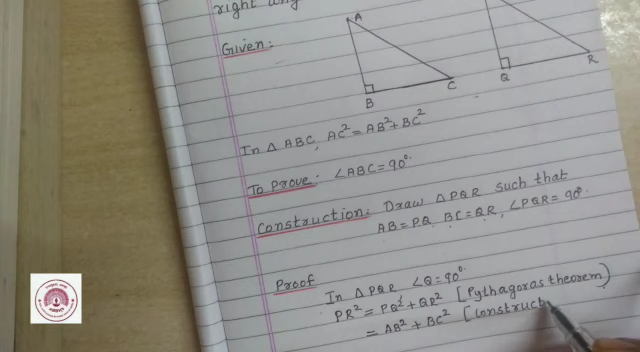 right ang
Given:
A
B
C
Q
R
In △ ABC, AC² = AB² + BC²
To Prove: ∠ABC = 90°.
Construction: Draw △PQR such that
AB = PQ, BC = QR, ∠PQR = 90°.
Proof
In △PQR ∠Q = 90°.
PR² = PQ² + QR² [Pythagoras theorem)
= AB² + BC² [Construct